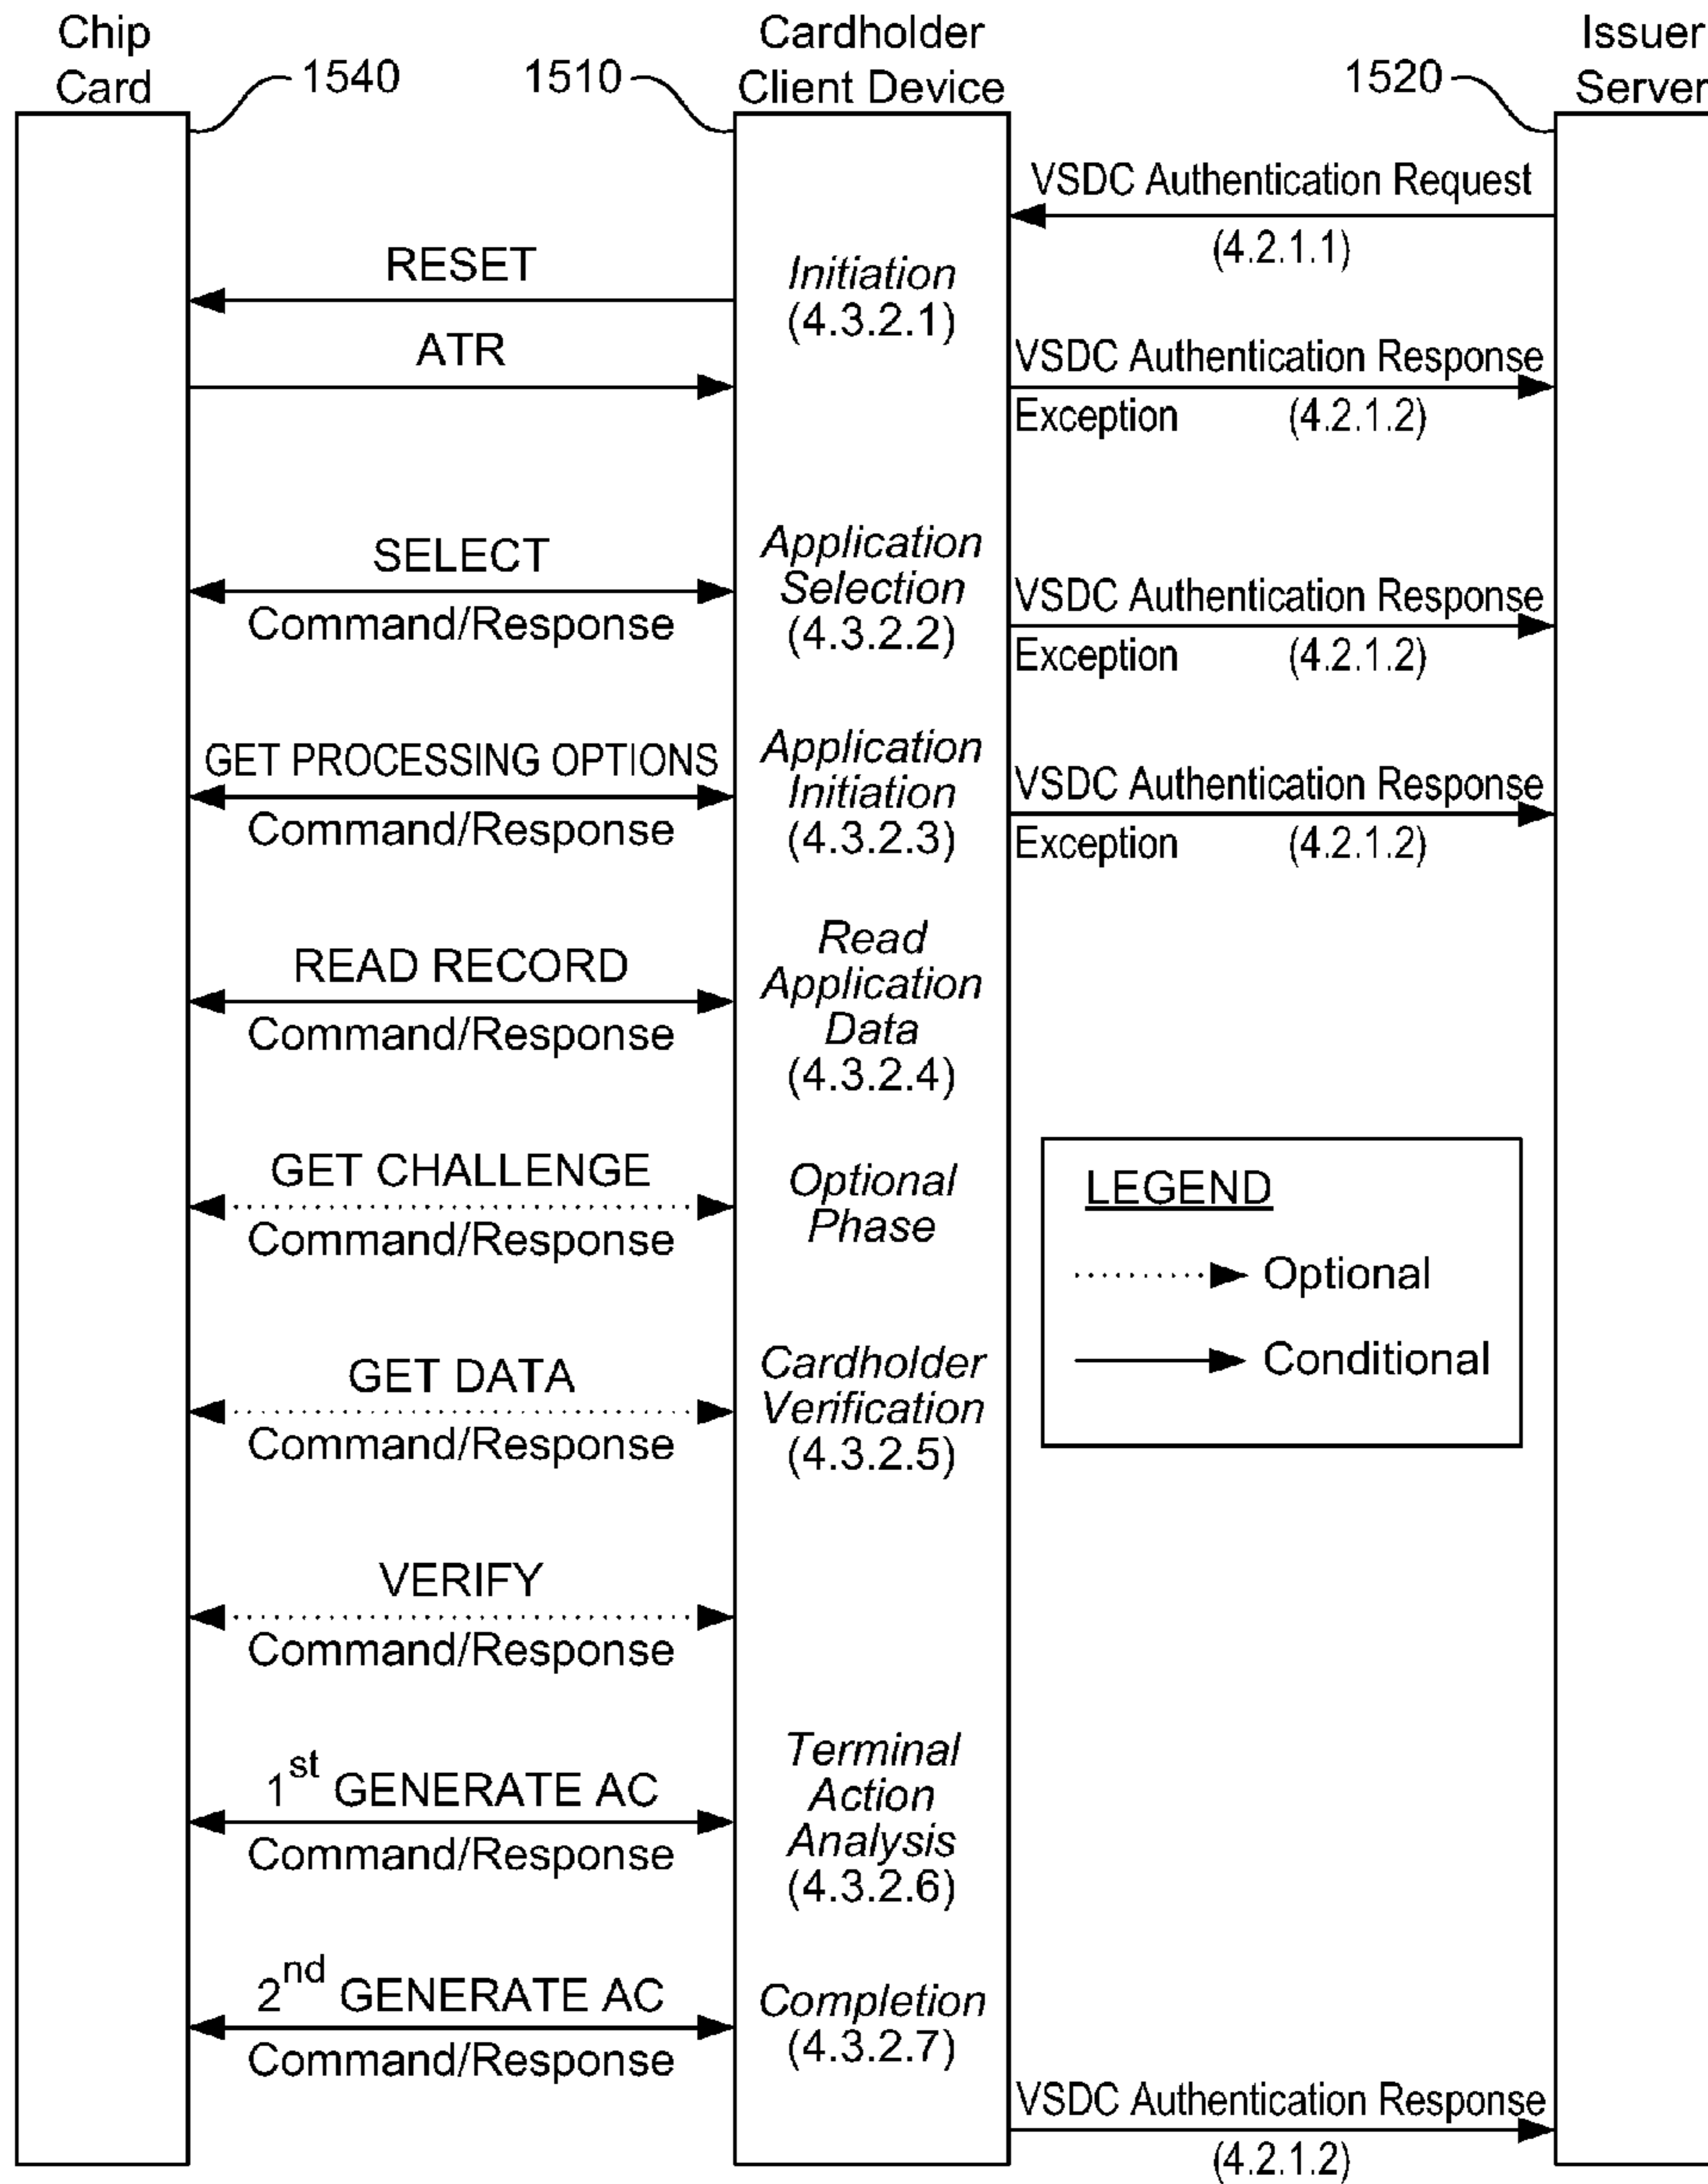 Chip
Card
1540
1510
Cardholder
Client Device
1520
Issuer
Server
VSDC Authentication Request
(4.2.1.1)
RESET
Initiation
(4.3.2.1)
ATR
VSDC Authentication Response
Exception (4.2.1.2)
SELECT
Command/Response
Application
Selection
(4.3.2.2)
VSDC Authentication Response
Exception (4.2.1.2)
GET PROCESSING OPTIONS
Command/Response
Application
Initiation
(4.3.2.3)
VSDC Authentication Response
Exception (4.2.1.2)
READ RECORD
Command/Response
Read
Application
Data
(4.3.2.4)
GET CHALLENGE
Command/Response
Optional
Phase
LEGEND
Optional
Conditional
GET DATA
Command/Response
Cardholder
Verification
(4.3.2.5)
VERIFY
Command/Response
1st GENERATE AC
Command/Response
Terminal
Action
Analysis
(4.3.2.6)
2nd GENERATE AC
Command/Response
Completion
(4.3.2.7)
VSDC Authentication Response
(4.2.1.2)